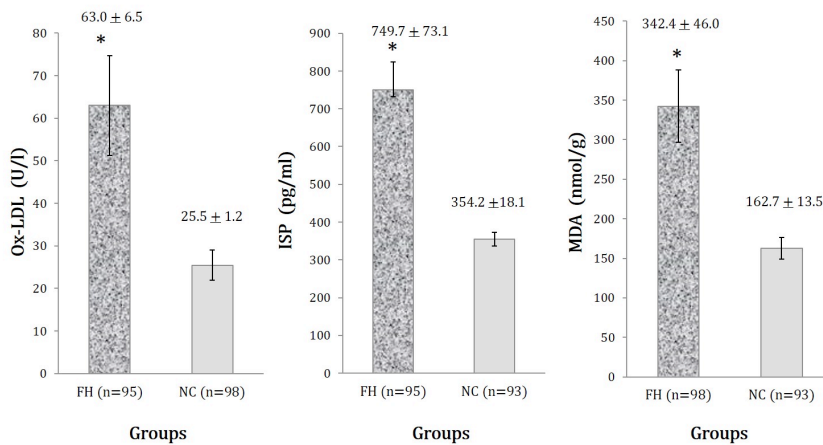 63.0 ± 6.5
*
80
70
60
50
40
30
20
10
0
Ox-LDL (U/l)
25.5 ± 1.2
FH (n=95)
NC (n=98)
Groups
749.7 ± 73.1
*
900
800
700
600
500
400
300
200
100
0
ISP (pg/ml)
354.2 ±18.1
FH (n=95)
NC (n=93)
Groups
342.4 ± 46.0
*
450
400
350
300
250
200
150
100
50
0
MDA (nmol/g)
162.7 ± 13.5
FH (n=98)
NC (n=93)
Groups